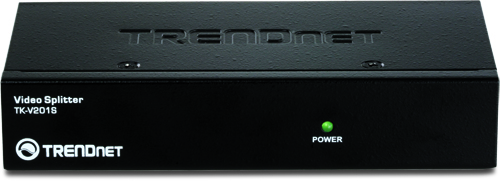 TRENDNET
Video Splitter
TK-V201S
POWER
TRENDNET